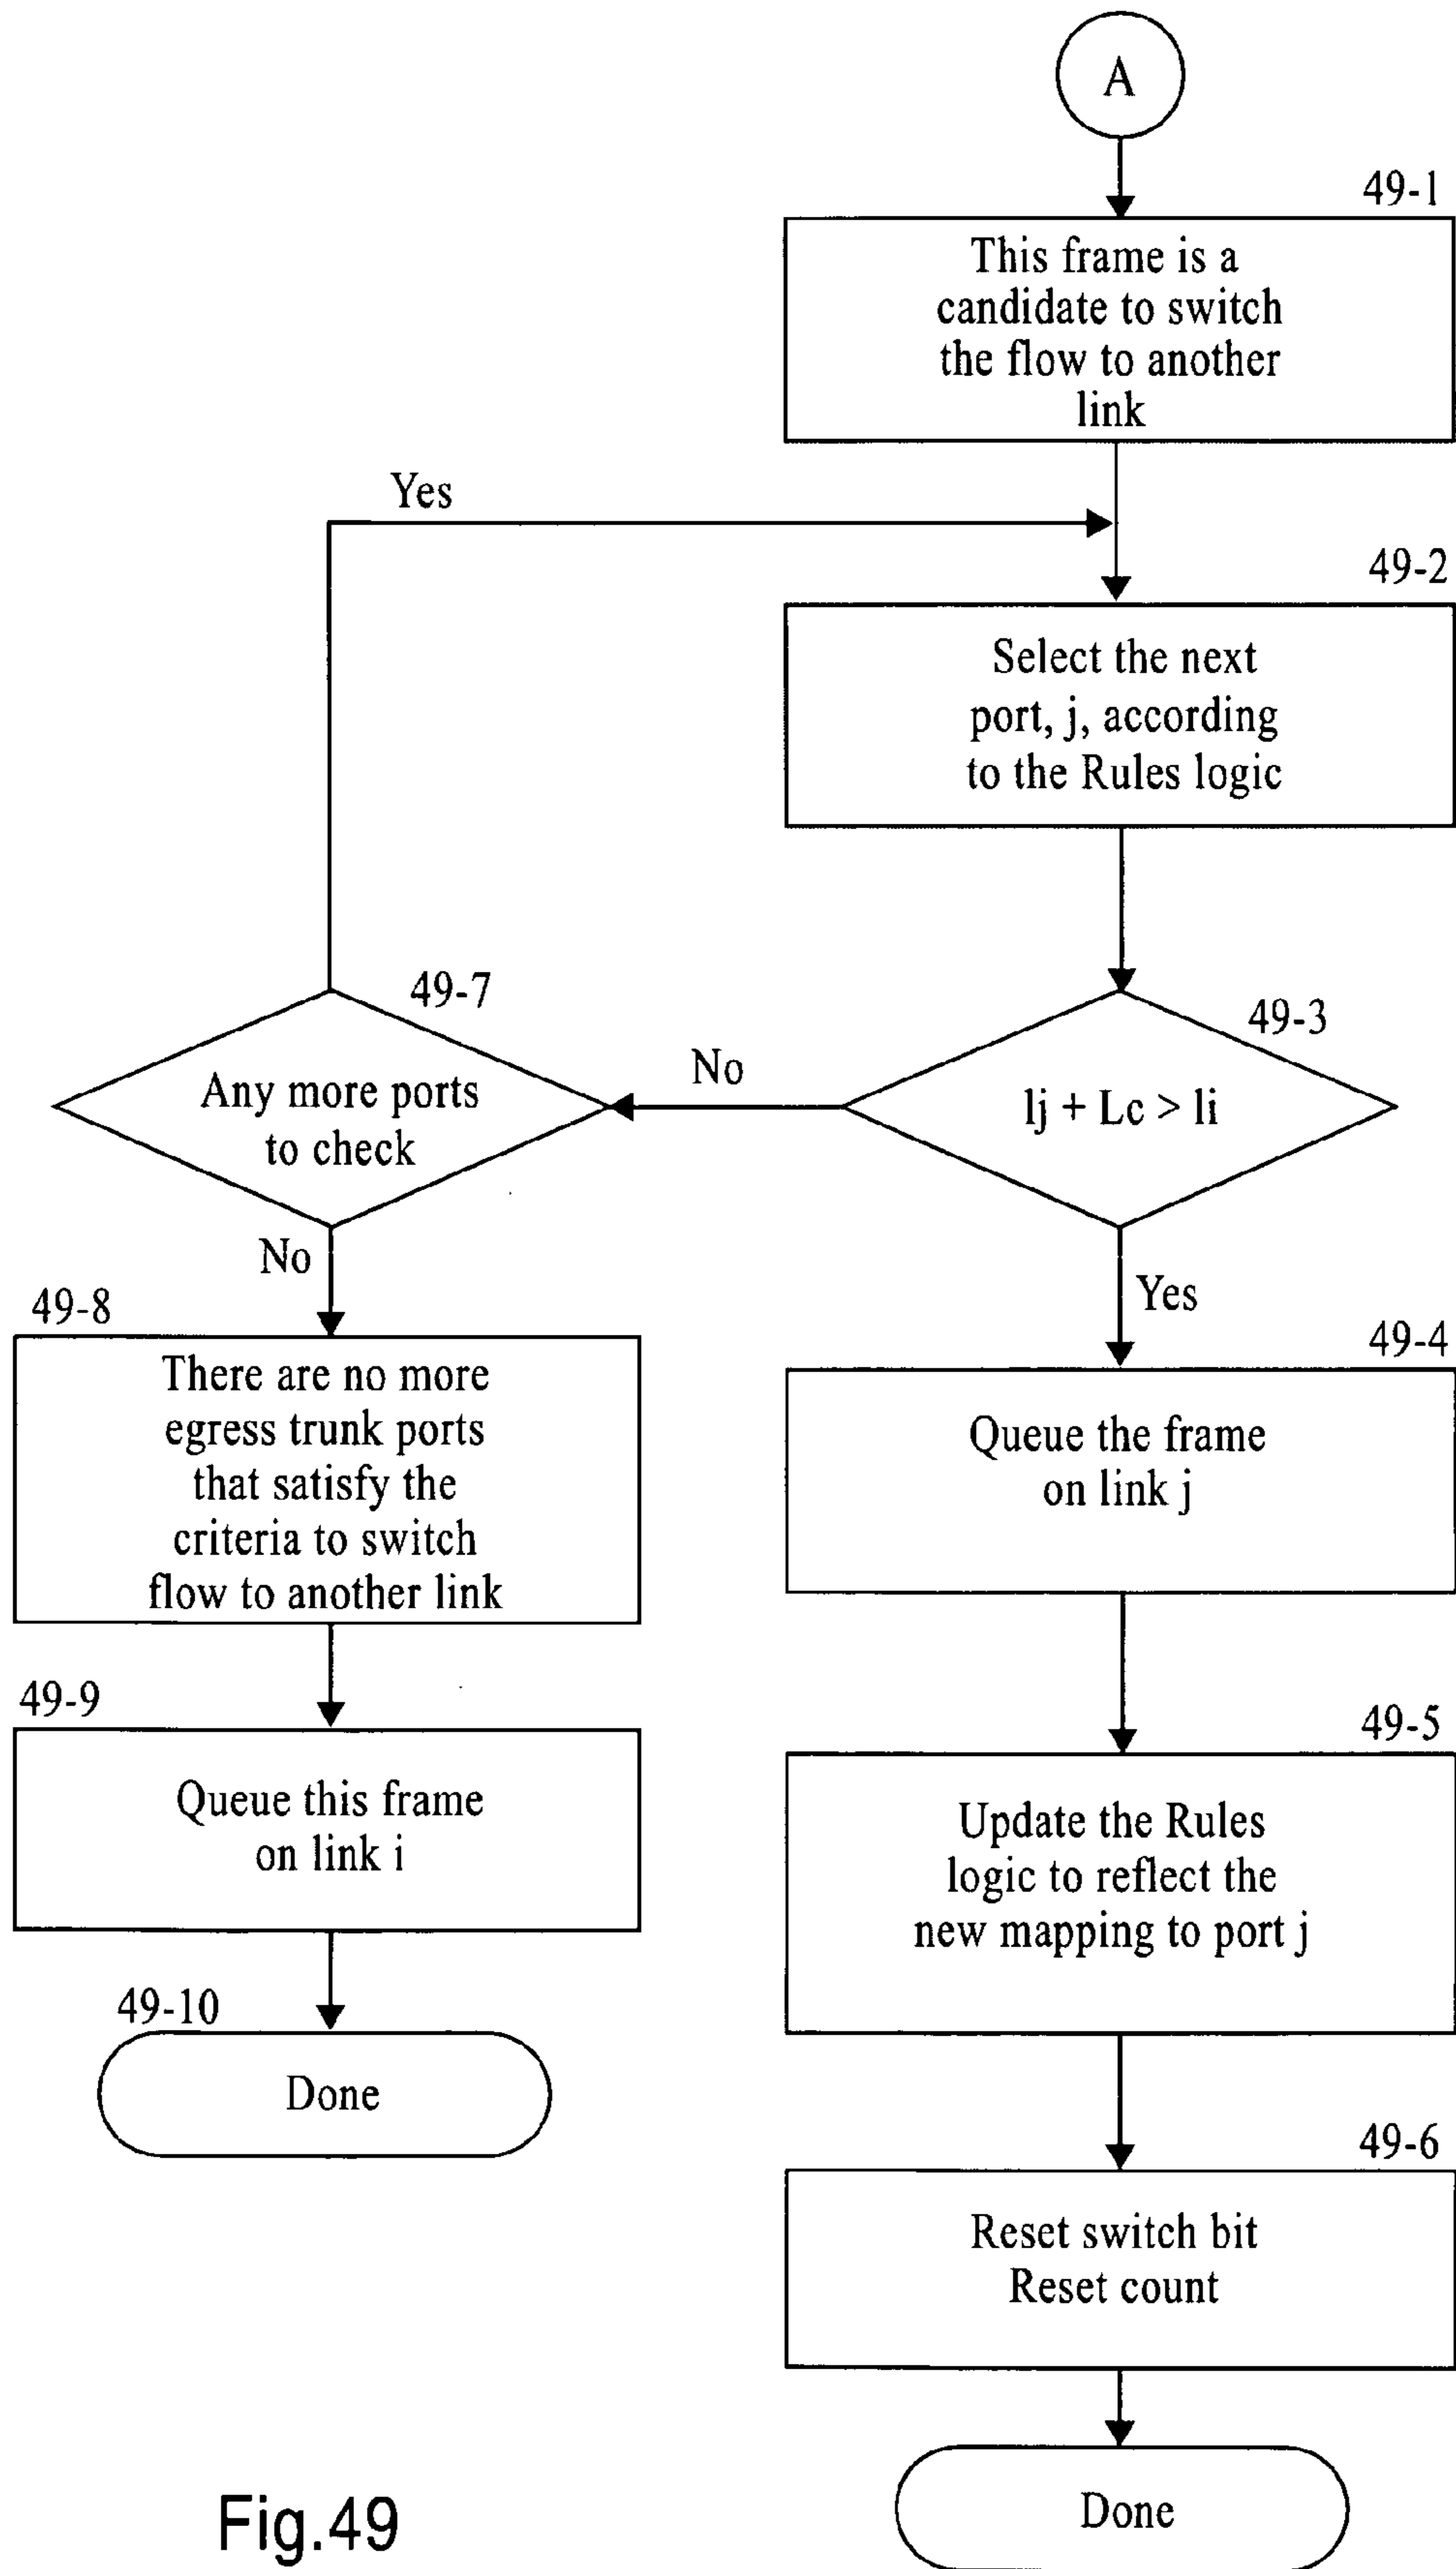 A
49-1
This frame is a
candidate to switch
the flow to another
link
Yes
49-2
Select the next
port, j, according
to the Rules logic
49-7
49-3
Any more ports
to check
No
lj + Lc > li
No
Yes
49-8
There are no more
egress trunk ports
that satisfy the
criteria to switch
flow to another link
49-4
Queue the frame
on link j
49-9
Queue this frame
on link i
49-5
Update the Rules
logic to reflect the
new mapping to port j
49-10
Done
49-6
Reset switch bit
Reset count
Done
Fig.49